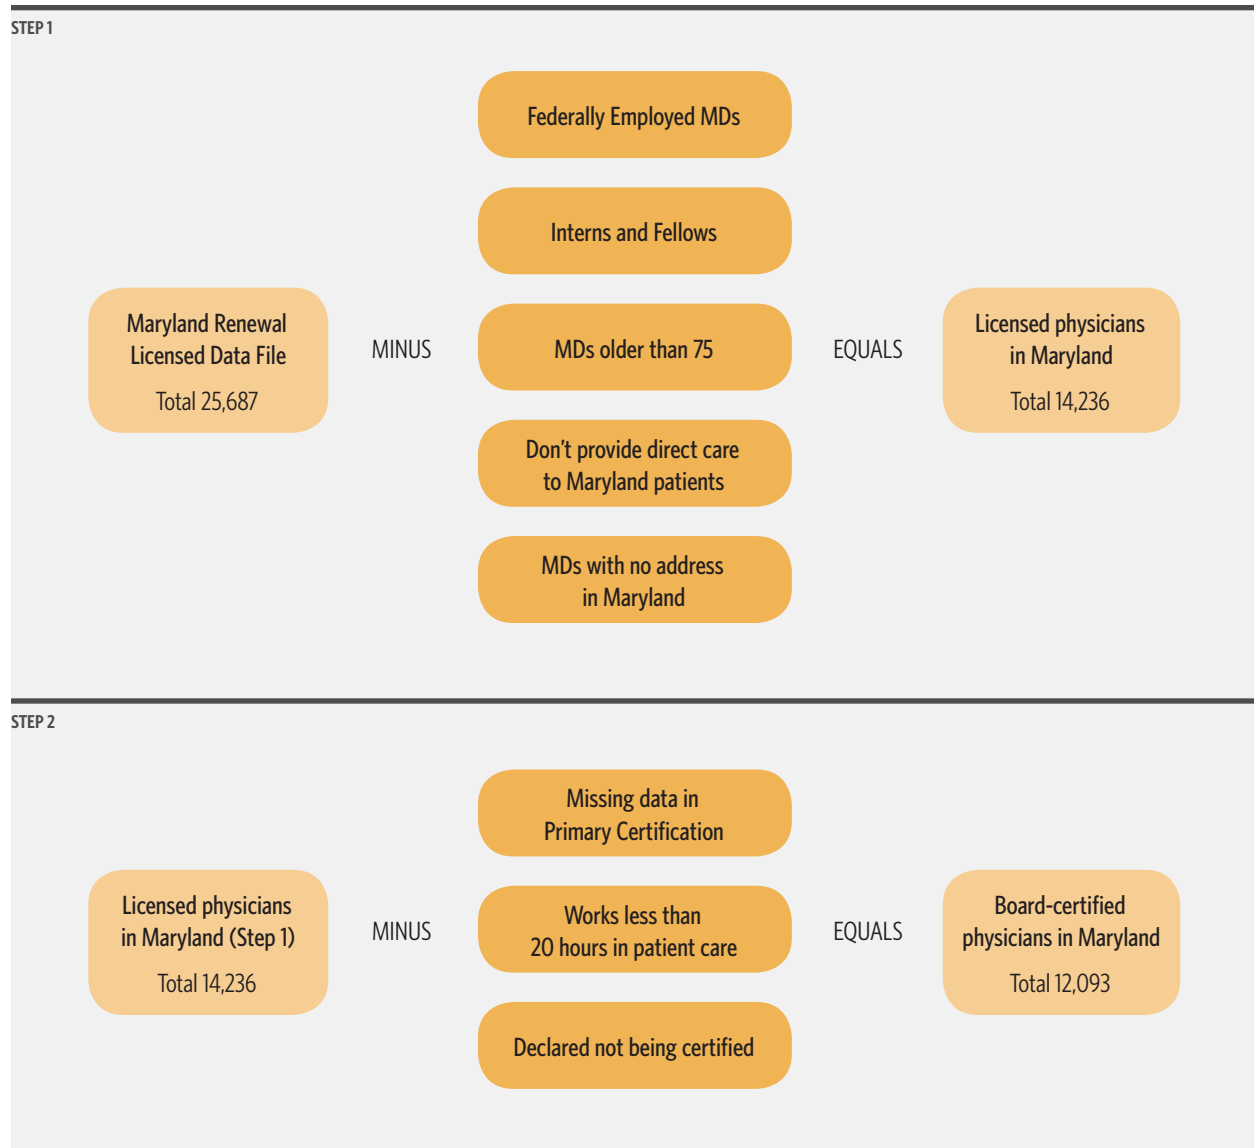 STEP 1
Federally Employed MDs
Interns and Fellows
Maryland Renewal
Licensed Data File
Total 25,687
MINUS
MDs older than 75
EQUALS
Licensed physicians
in Maryland
Total 14,236
Don't provide direct care
to Maryland patients
MDs with no address
in Maryland
STEP 2
Missing data in
Primary Certification
Licensed physicians
in Maryland (Step 1)
Total 14,236
MINUS
Works less than
20 hours in patient care
EQUALS
Board-certified
physicians in Maryland
Total 12,093
Declared not being certified